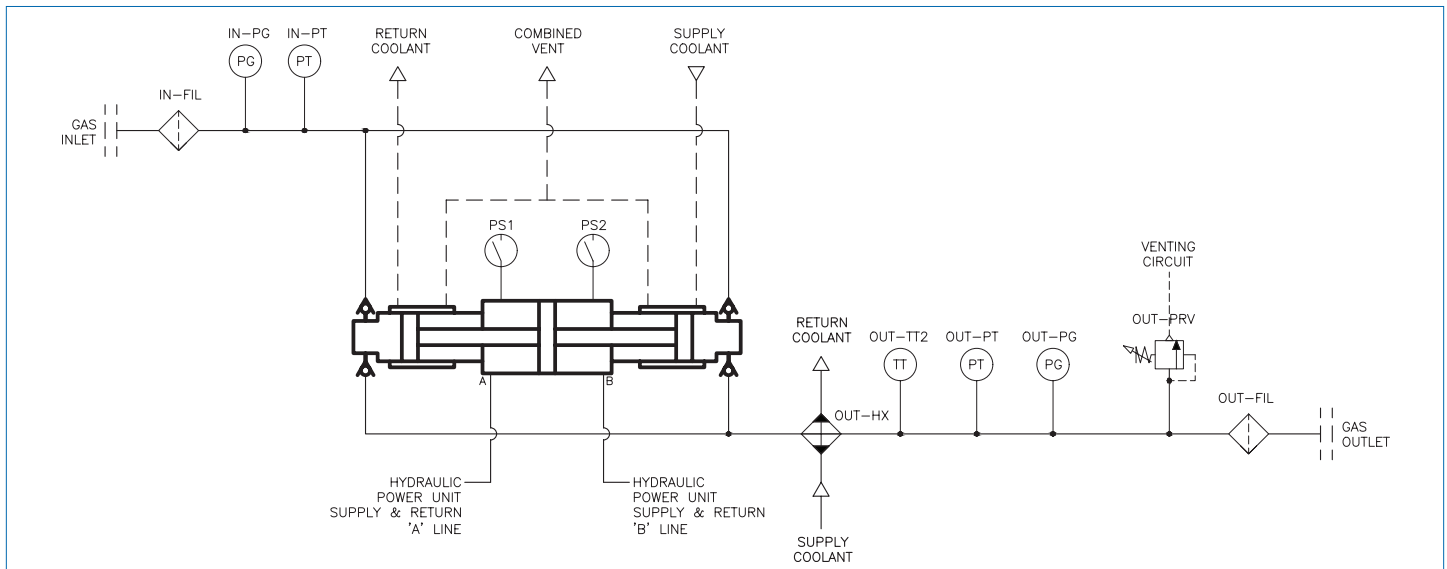 IN-PG
IN-PT
RETURN
COOLANT
COMBINED
VENT
SUPPLY
COOLANT
PG
PT
IN-FIL
GAS
INLET
PS1
PS2
VENTING
CIRCUIT
RETURN
COOLANT
OUT-TT2
OUT-PT
OUT-PG
OUT-PRV
TT
PT
PG
A
B
OUT-HX
OUT-FIL
GAS
OUTLET
HYDRAULIC
POWER UNIT
SUPPLY & RETURN
'A' LINE
HYDRAULIC
POWER UNIT
SUPPLY & RETURN
'B' LINE
SUPPLY
COOLANT